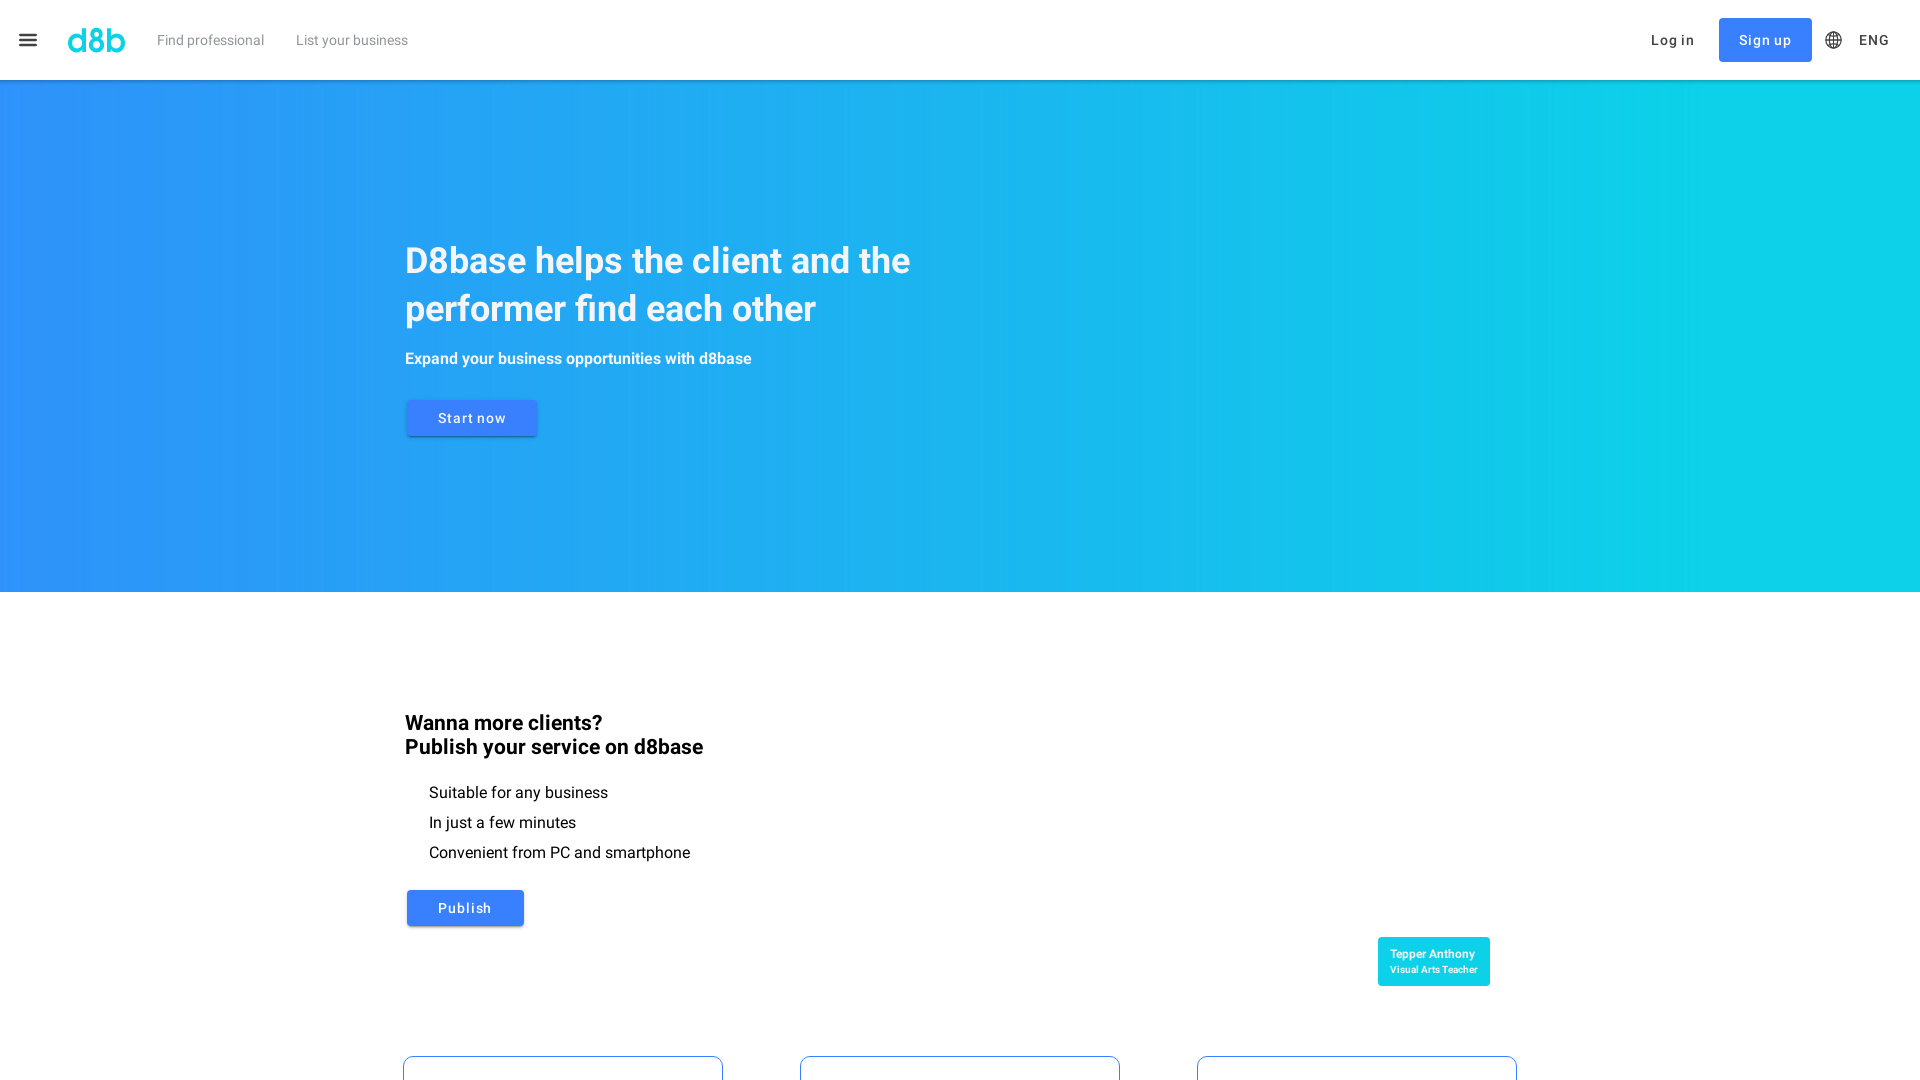 d8b
Find professional
List your business
Log in
Sign up
ENG
D8base helps the client and the
performer find each other
Expand your business opportunities with d8base
Start now
Wanna more clients?
Publish your service on d8base
Suitable for any business
In just a few minutes
Convenient from PC and smartphone
Publish
Tepper Anthony
Visual Arts Teacher